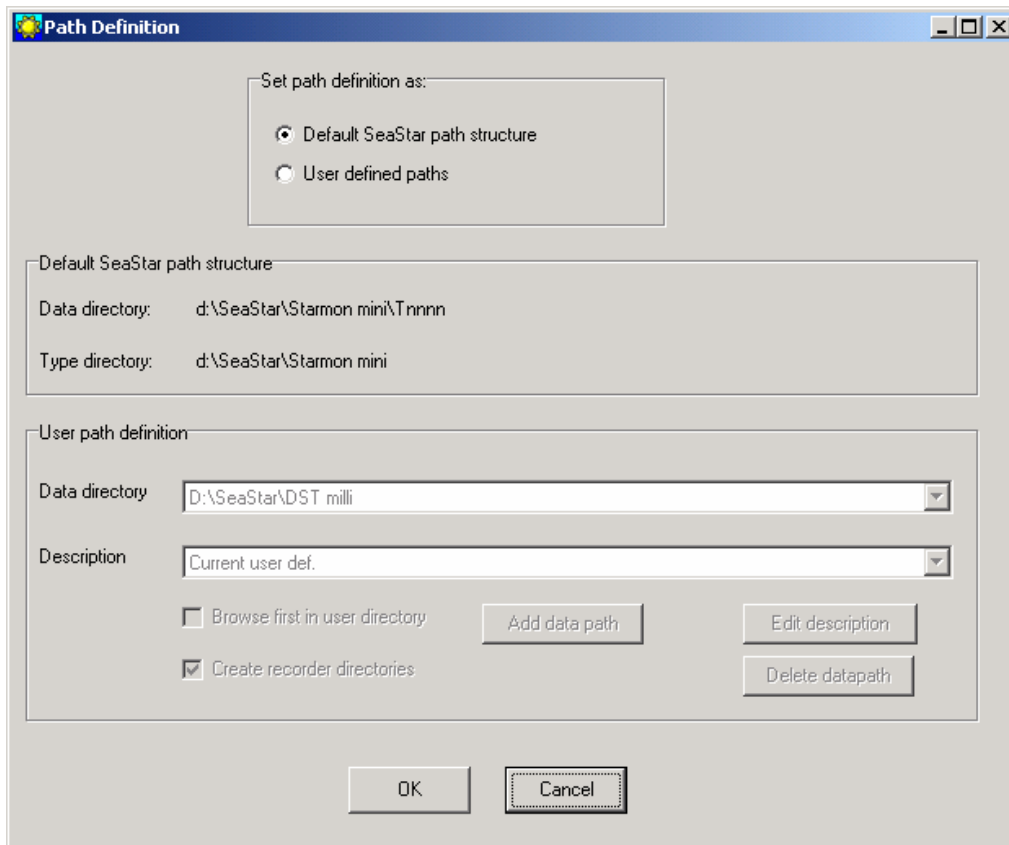 Path Definition
Set path definition as:
Default SeaStar path structure
User defined paths
Default SeaStar path structure
Data directory: d:\SeaStar\Starmon mini\Tnnnn
Type directory: d:\SeaStar\Starmon mini
User path definition
Data directory D:\SeaStar\DST milli
Description Current user def.
Browse first in user directory Add data path Edit description
Create recorder directories Delete datapath
OK Cancel